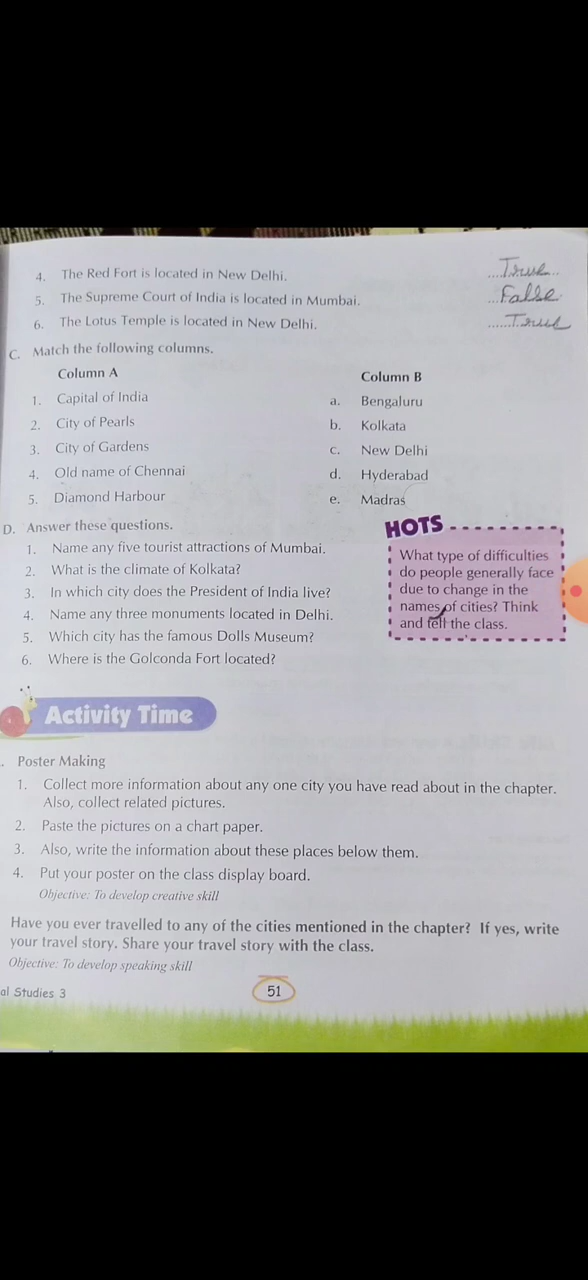 4. The Red Fort is located in New Delhi. ...True...
5. The Supreme Court of India is located in Mumbai. ...False
6. The Lotus Temple is located in New Delhi. ......True
C. Match the following columns.
Column A Column B
1. Capital of India a. Bengaluru
2. City of Pearls b. Kolkata
3. City of Gardens c. New Delhi
4. Old name of Chennai d. Hyderabad
5. Diamond Harbour e. Madras
D. Answer these questions.
1. Name any five tourist attractions of Mumbai.
2. What is the climate of Kolkata?
3. In which city does the President of India live?
4. Name any three monuments located in Delhi.
5. Which city has the famous Dolls Museum?
6. Where is the Golconda Fort located?
HOTS
What type of difficulties
do people generally face
due to change in the
names of cities? Think
and tell the class.
Activity Time
. Poster Making
1. Collect more information about any one city you have read about in the chapter.
Also, collect related pictures.
2. Paste the pictures on a chart paper.
3. Also, write the information about these places below them.
4. Put your poster on the class display board.
Objective: To develop creative skill
Have you ever travelled to any of the cities mentioned in the chapter? If yes, write
your travel story. Share your travel story with the class.
Objective: To develop speaking skill
al Studies 3
51